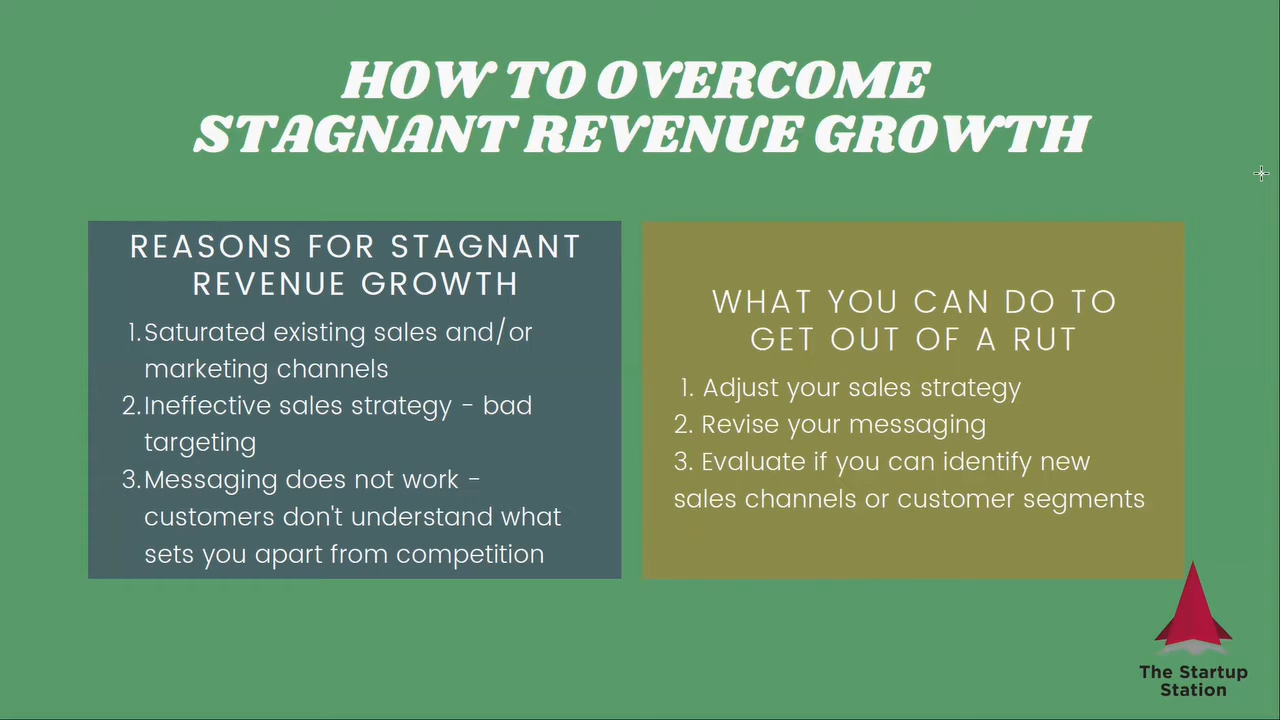 HOW TO OVERCOME
STAGNANT REVENUE GROWTH
REASONS FOR STAGNANT
REVENUE GROWTH
1.Saturated existing sales and/or
marketing channels
2.Ineffective sales strategy - bad
targeting
3.Messaging does not work -
customers don't understand what
sets you apart from competition
WHAT YOU CAN DO TO
GET OUT OF A RUT
1. Adjust your sales strategy
2. Revise your messaging
3. Evaluate if you can identify new
sales channels or customer segments
The Startup
Station